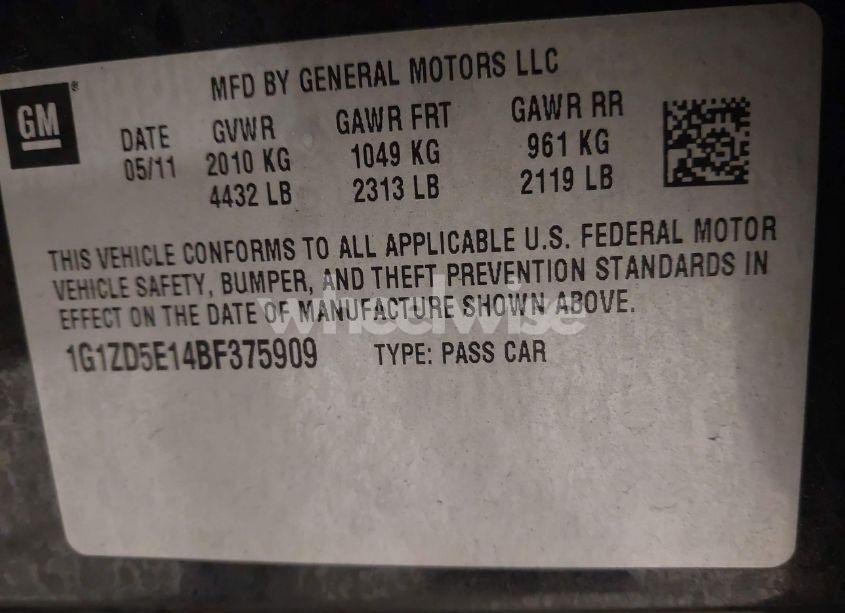 MFD BY GENERAL MOTORS LLC
GM
DATE GVWR GAWR FRT GAWR RR
05/11 2010 KG 1049 KG 961 KG
4432 LB 2313 LB 2119 LB
THIS VEHICLE CONFORMS TO ALL APPLICABLE U.S. FEDERAL MOTOR
VEHICLE SAFETY, BUMPER, AND THEFT PREVENTION STANDARDS IN
EFFECT ON THE DATE OF MANUFACTURE SHOWN ABOVE.
wheelwise
1G1ZD5E14BF375909 TYPE: PASS CAR